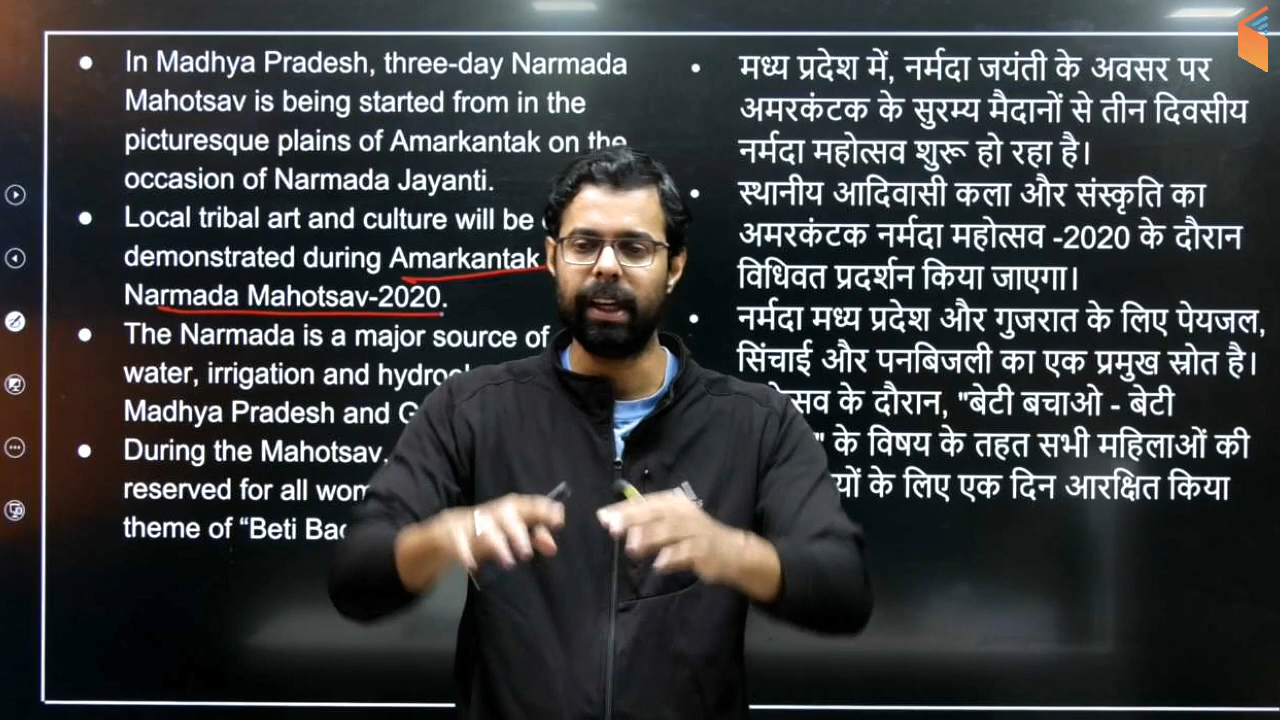 In Madhya Pradesh, three-day Narmada
Mahotsav is being started from in the
picturesque plains of Amarkantak on the
occasion of Narmada Jayanti.
Local tribal art and culture will be
demonstrated during Amarkantak
Narmada Mahotsav-2020.
The Narmada is a major source of
water, irrigation and
Madhya Pradesh and
During the Mahotsav,
reserved for all
theme of “Beti
मध्य प्रदेश में, नर्मदा जयंती के अवसर पर
अमरकंटक के सुरम्य मैदानों से तीन दिवसीय
नर्मदा महोत्सव शुरू हो रहा है।
स्थानीय आदिवासी कला और संस्कृति का
अमरकंटक नर्मदा महोत्सव -2020 के दौरान
विधिवत प्रदर्शन किया जाएगा।
नर्मदा मध्य प्रदेश और गुजरात के लिए पेयजल,
सिंचाई और पनबिजली का एक प्रमुख स्रोत है।
के दौरान, "बेटी बचाओ - बेटी
" के विषय के तहत सभी महिलाओं की
के लिए एक दिन आरक्षित किया